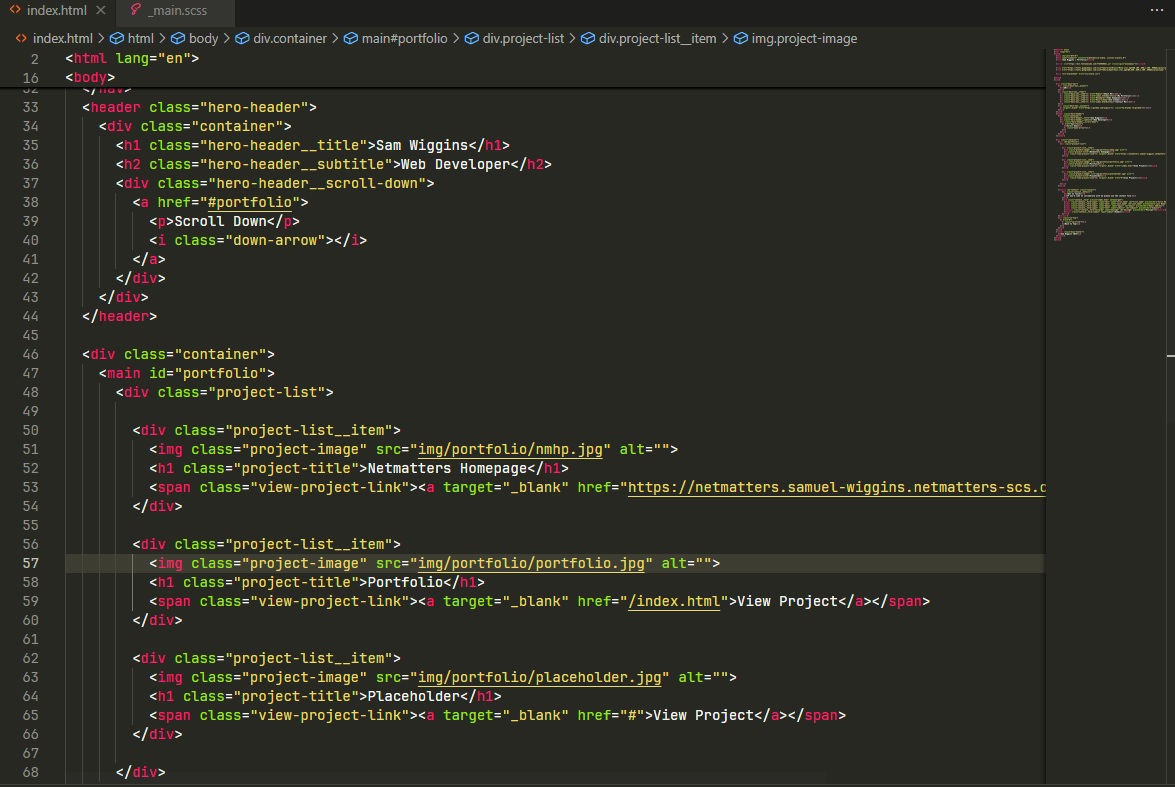 index.html
_main.scss
index.html > html > body > div.container > main#portfolio > div.project-list > div.project-list__item > img.project-image
2 <html lang="en">
16 <body>
32 </nav>
33 <header class="hero-header">
34 <div class="container">
35 <h1 class="hero-header__title">Sam Wiggins</h1>
36 <h2 class="hero-header__subtitle">Web Developer</h2>
37 <div class="hero-header__scroll-down">
38 <a href="#portfolio">
39 <p>Scroll Down</p>
40 <i class="down-arrow"></i>
41 </a>
42 </div>
43 </div>
44 </header>
45
46 <div class="container">
47 <main id="portfolio">
48 <div class="project-list">
49
50 <div class="project-list__item">
51 <img class="project-image" src="img/portfolio/nmhp.jpg" alt="">
52 <h1 class="project-title">Netmatters Homepage</h1>
53 <span class="view-project-link"><a target="_blank" href="https://netmatters.samuel-wiggins.netmatters-scs.c
54 </div>
55
56 <div class="project-list__item">
57 <img class="project-image" src="img/portfolio/portfolio.jpg" alt="">
58 <h1 class="project-title">Portfolio</h1>
59 <span class="view-project-link"><a target="_blank" href="/index.html">View Project</a></span>
60 </div>
61
62 <div class="project-list__item">
63 <img class="project-image" src="img/portfolio/placeholder.jpg" alt="">
64 <h1 class="project-title">Placeholder</h1>
65 <span class="view-project-link"><a target="_blank" href="#">View Project</a></span>
66 </div>
67
68 </div>